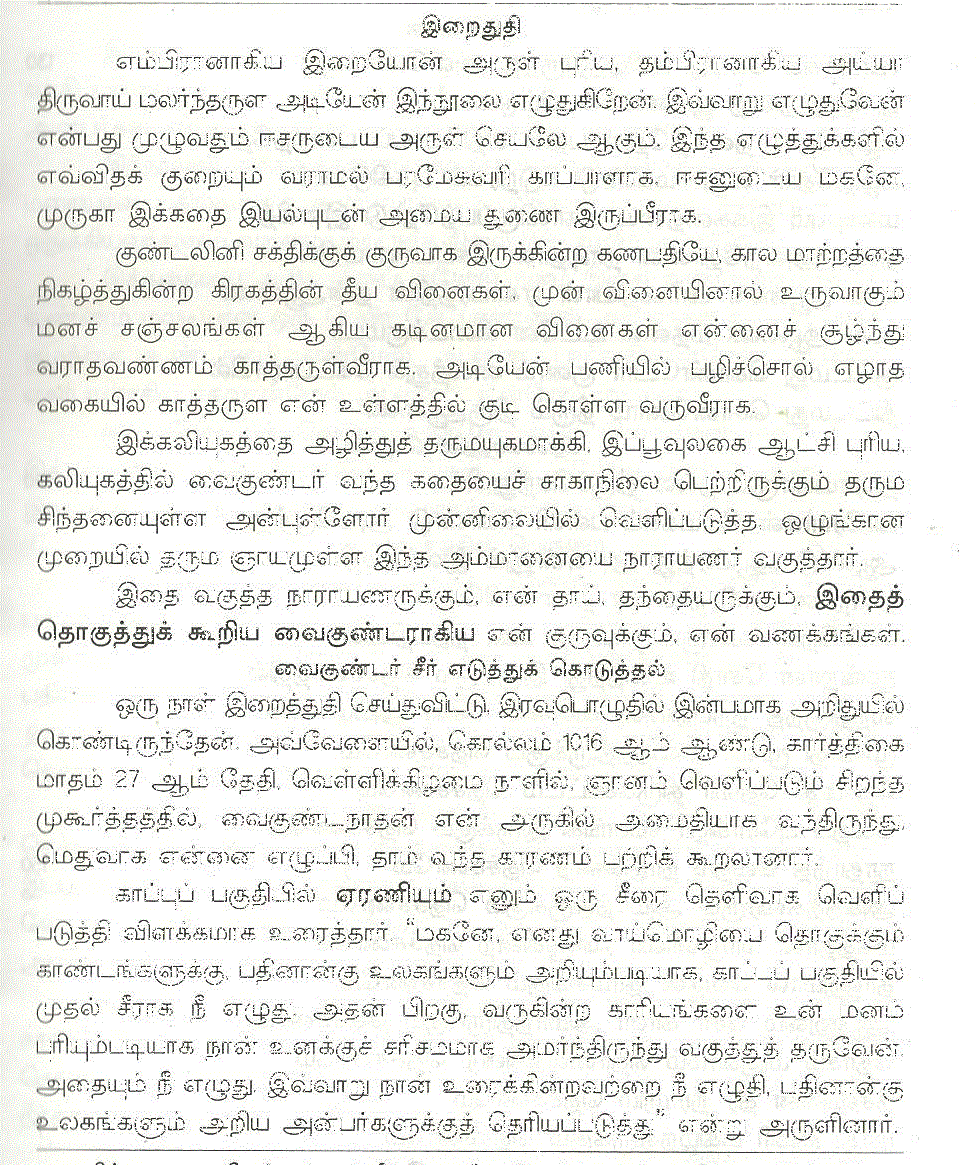 இறைதுதி
எம்பிரானாகிய இறையோன் அருள் புரிய, தம்பிரானாகிய அய்யா
திருவாய் மலர்ந்தருள அடியேன் இந்நூலை எழுதுகிறேன். இவ்வாறு எழுதுவேன்
என்பது முழுவதும் ஈசருடைய அருள் செயலே ஆகும். இந்த எழுத்துக்களில்
எவ்விதக் குறையும் வராமல் பரமேசுவரி காப்பாளாக. ஈசனுடைய மகனே,
முருகா இக்கதை இயல்புடன் அமைய துணை இருப்பீராக.
குண்டலினி சக்திக்குக் குருவாக இருக்கின்ற கணபதியே, கால மாற்றத்தை
நிகழ்த்துகின்ற கிரகத்தின் தீய வினைகள், முன் வினையினால் உருவாகும்
மனச் சஞ்சலங்கள் ஆகிய கடினமான வினைகள் என்னைச் சூழ்ந்து
வராதவண்ணம் காத்தருள்வீராக. அடியேன் பணியில் பழிச்சொல் எழாத
வகையில் காத்தருள என் உள்ளத்தில் குடி கொள்ள வருவீராக.
இக்கலியுகத்தை அழித்துத் தருமயுகமாக்கி, இப்பூவுலகை ஆட்சி புரிய,
கலியுகத்தில் வைகுண்டர் வந்த கதையைச் சாகாநிலை பெற்றிருக்கும் தரும
சிந்தனையுள்ள அன்புள்ளோர் முன்னிலையில் வெளிப்படுத்த, ஒழுங்கான
முறையில் தரும ஞாயமுள்ள இந்த அம்மானையை நாராயணர் வகுத்தார்.
இதை வகுத்த நாராயணருக்கும், என் தாய், தந்தையருக்கும், இதைத்
தொகுத்துக் கூறிய வைகுண்டராகிய என் குருவுக்கும், என் வணக்கங்கள்.
வைகுண்டர் சீர் எடுத்துக் கொடுத்தல்
ஒரு நாள் இறைத்துதி செய்துவிட்டு, இரவுபொழுதில் இன்பமாக அறிதுயில்
கொண்டிருந்தேன். அவ்வேளையில், கொல்லம் 1016 ஆம் ஆண்டு, கார்த்திகை
மாதம் 27 ஆம் தேதி, வெள்ளிக்கிழமை நாளில், ஞானம் வெளிப்படும் சிறந்த
முகூர்த்தத்தில், வைகுண்டநாதன் என் அருகில் அமைதியாக வந்திருந்து,
மெதுவாக என்னை எழுப்பி, தாம் வந்த காரணம் பற்றிக் கூறலானார்.
காப்புப் பகுதியில் ஏரணியும் எனும் ஒரு சீரை தெளிவாக வெளிப்
படுத்தி விளக்கமாக உரைத்தார். "மகனே, எனது வாய்மொழியை தொகுக்கும்
காண்டங்களுக்கு, பதினான்கு உலகங்களும் அறியும்படியாக, காப்புப் பகுதியில்
முதல் சீராக நீ எழுது. அதன் பிறகு, வருகின்ற காரியங்களை உன் மனம்
புரியும்படியாக நான் உனக்குச் சரிசமமாக அமர்ந்திருந்து வகுத்துத் தருவேன்.
அதையும் நீ எழுது. இவ்வாறு நான் உரைக்கின்றவற்றை நீ எழுதி, பதினான்கு
உலகங்களும் அறிய அன்பர்களுக்குத் தெரியப்படுத்து" என்று அருளினார்.